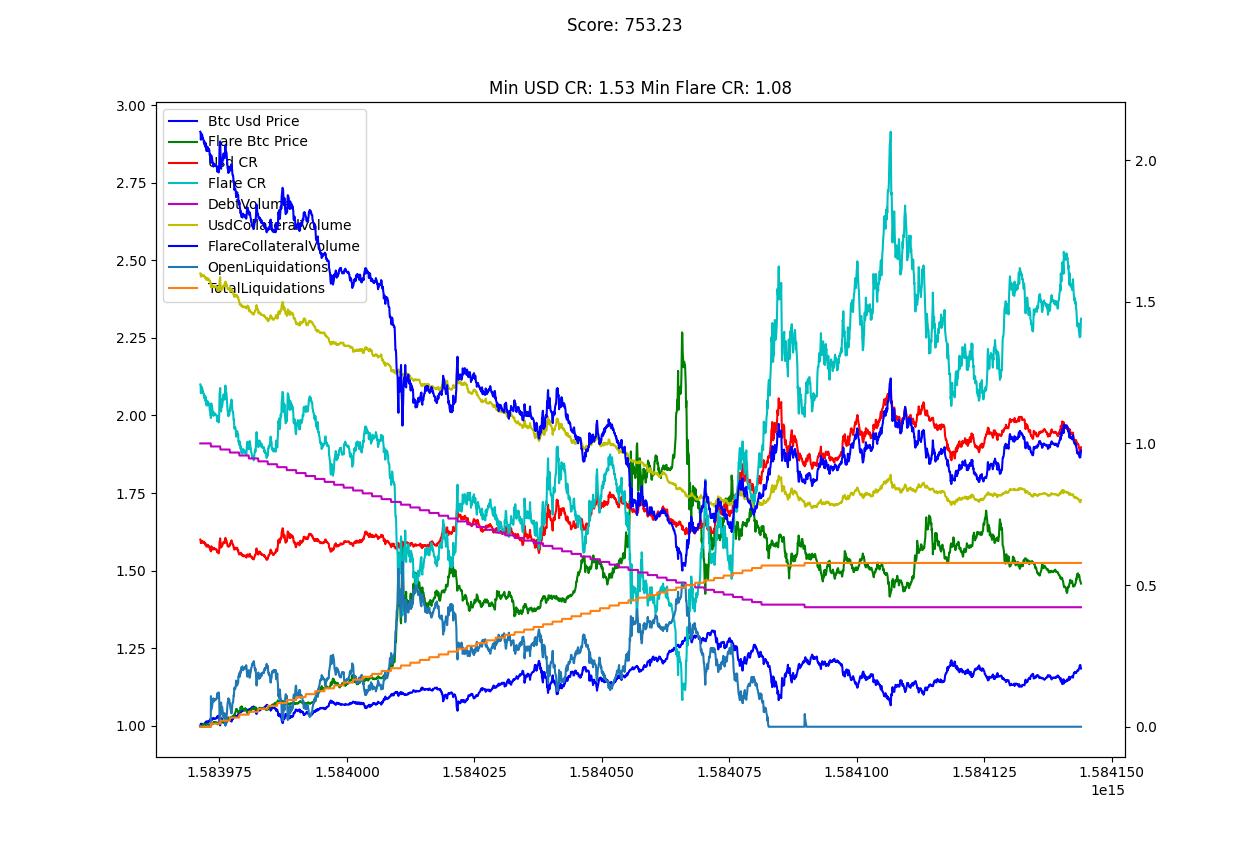 Score: 753.23
Min USD CR: 1.53 Min Flare CR: 1.08
3.00
2.75
2.50
2.25
2.00
1.75
1.50
1.25
1.00
Btc Usd Price
Flare Btc Price
Usd CR
Flare CR
DebtVolume
UsdCollateralVolume
FlareCollateralVolume
OpenLiquidations
TotalLiquidations
2.0
1.5
1.0
0.5
0.0
1.583975 1.584000 1.584025 1.584050 1.584075 1.584100 1.584125 1.584150
1e15